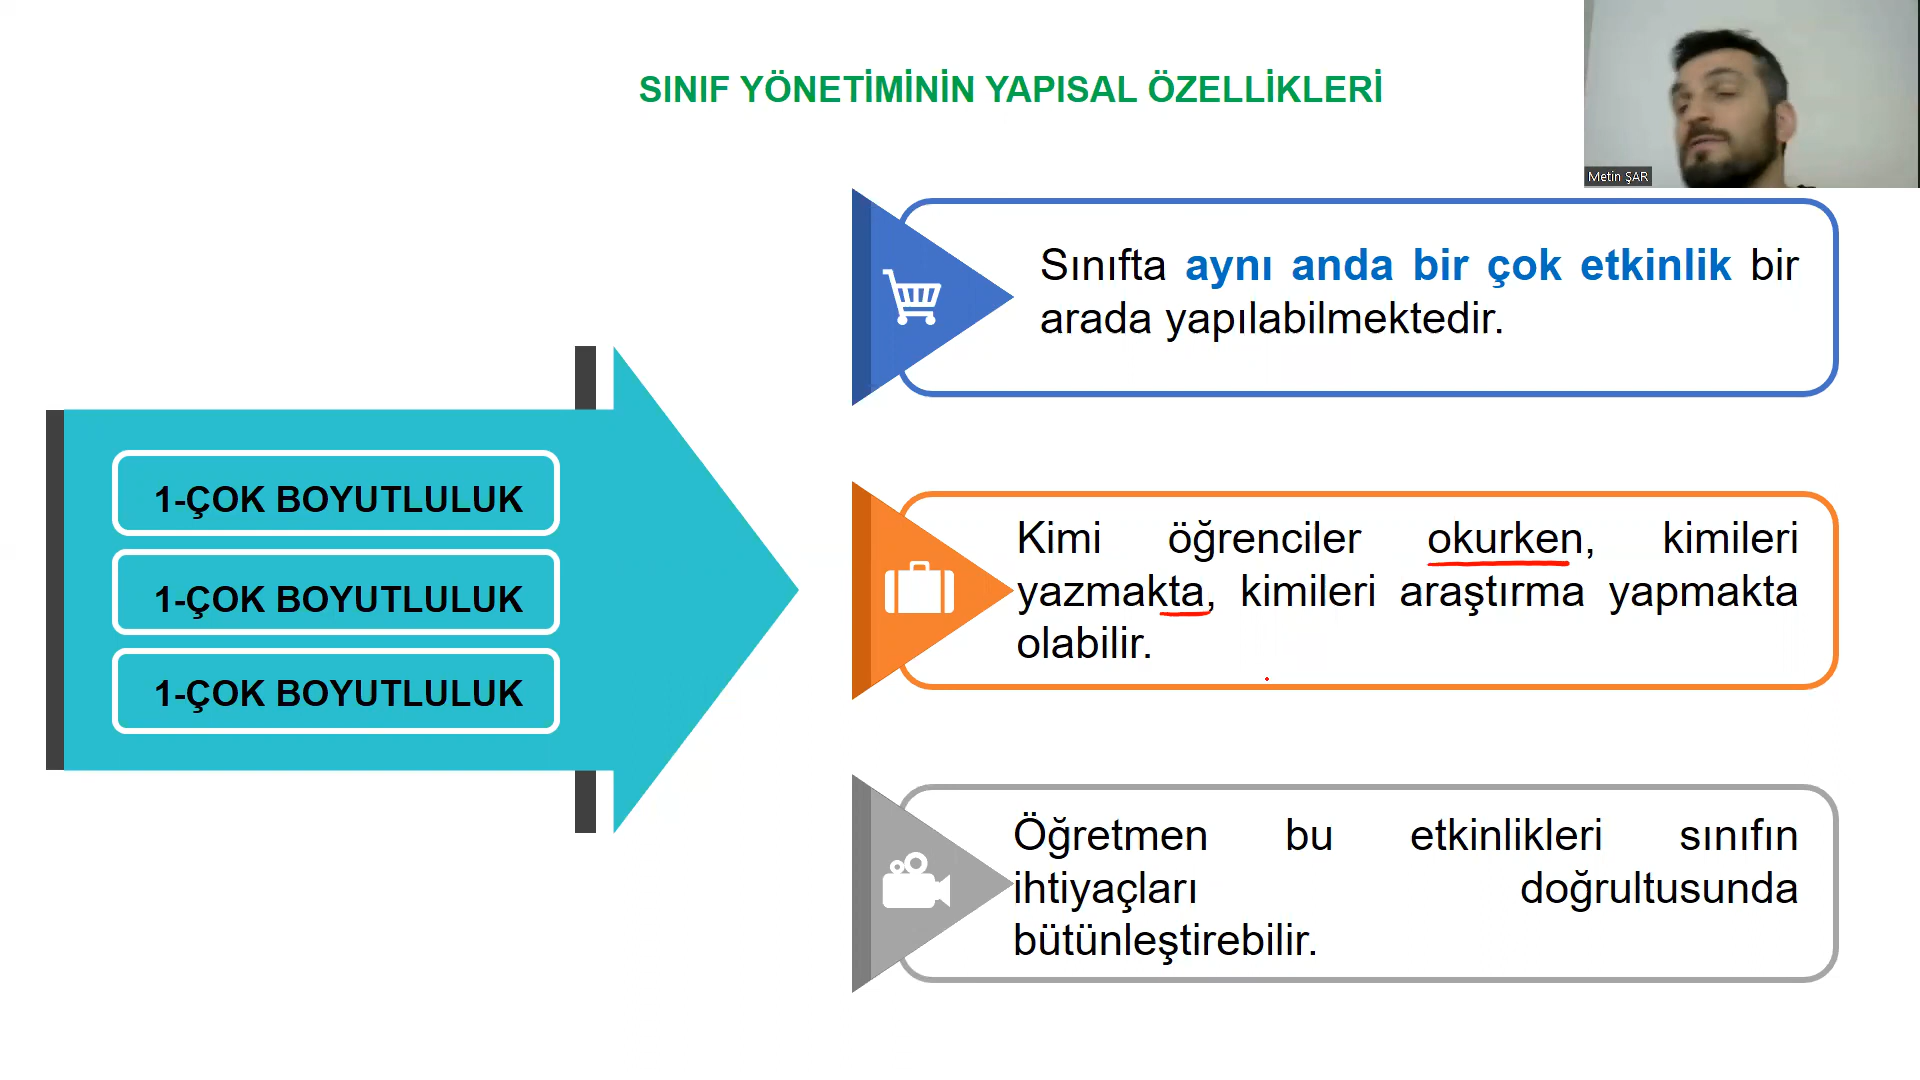 SINIF YÖNETİMİNİN YAPISAL ÖZELLİKLERİ
Metin ŞAR
Sınıfta aynı anda bir çok etkinlik bir
arada yapılabilmektedir.
1-ÇOK BOYUTLULUK
1-ÇOK BOYUTLULUK
1-ÇOK BOYUTLULUK
Kimi öğrenciler okurken, kimileri
yazmakta, kimileri araştırma yapmakta
olabilir.
Öğretmen bu etkinlikleri sınıfın
ihtiyaçları doğrultusunda
bütünleştirebilir.